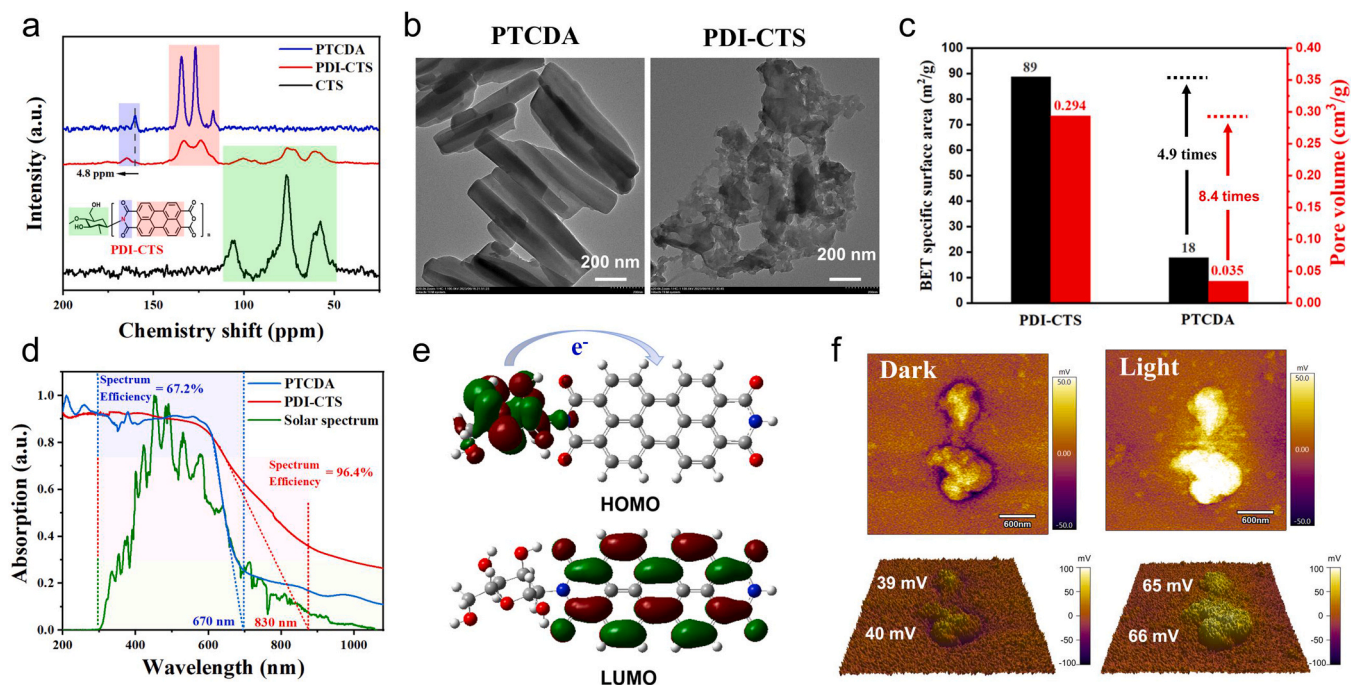 a
PTCDA
PDI-CTS
CTS
Intensity (a.u.)
4.8 ppm
PDI-CTS
200
150
100
50
Chemistry shift (ppm)
b
PTCDA
PDI-CTS
200 nm
200 nm
c
BET specific surface area (m²/g)
100
90
80
70
60
50
40
30
20
10
0
89
0.294
4.9 times
8.4 times
18
0.035
PDI-CTS
PTCDA
0.40
0.35
0.30
0.25
0.20
0.15
0.10
0.05
0.00
Pore volume (cm³/g)
d
Absorption (a.u.)
1.0
0.8
0.6
0.4
0.2
0.0
Spectrum
Efficiency = 67.2%
PTCDA
PDI-CTS
Solar spectrum
Spectrum
Efficiency = 96.4%
670 nm
830 nm
200
400
600
800
1000
Wavelength (nm)
e
e⁻
HOMO
LUMO
f
Dark
600nm
mV
50.0
0.00
-50.0
Light
600nm
mV
50.0
0.00
-50.0
39 mV
40 mV
mV
100
50
0
-50
-100
65 mV
66 mV
mV
100
50
0
-50
-100